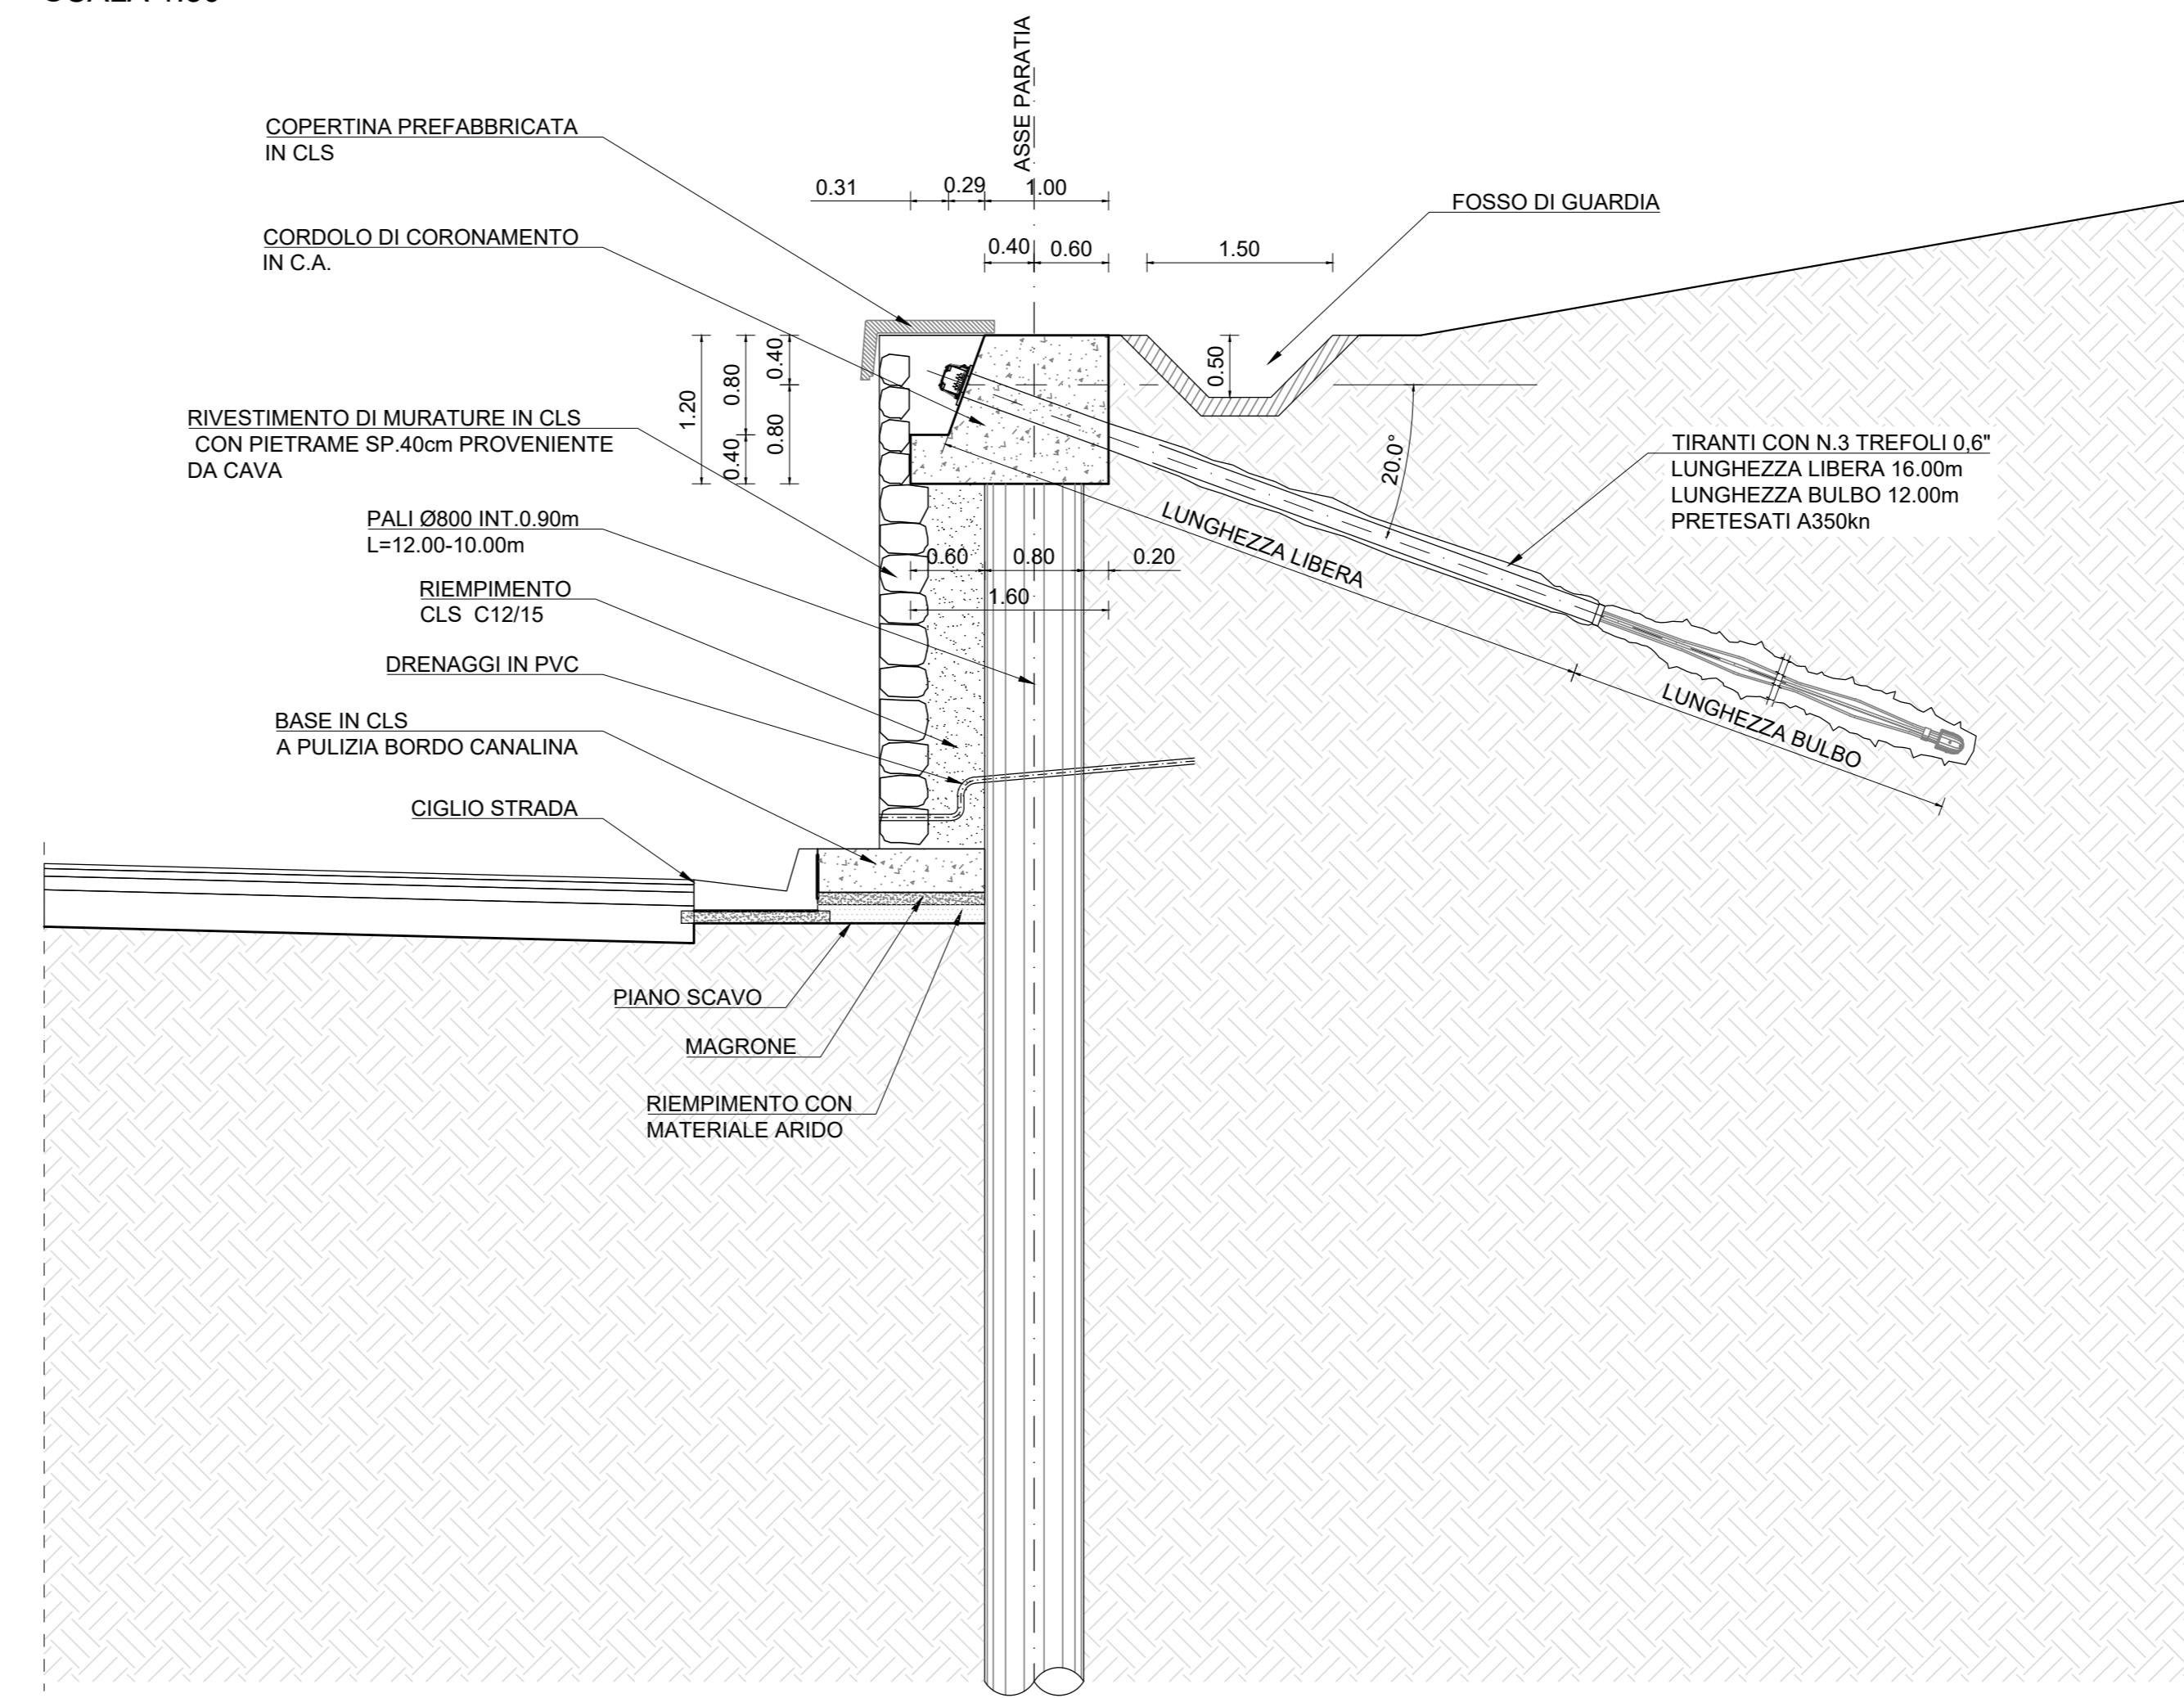 ASSE PARATIA
COPERTINA PREFABBRICATA
IN CLS
0.31
0.29
1.00
FOSSO DI GUARDIA
CORDOLO DI CORONAMENTO
IN C.A.
0.40
0.60
1.50
1.20
0.80
0.40
0.40
0.80
0.50
RIVESTIMENTO DI MURATURE IN CLS
CON PIETRAME SP.40cm PROVENIENTE
DA CAVA
20.0°
TIRANTI CON N.3 TREFOLI 0,6"
LUNGHEZZA LIBERA 16.00m
LUNGHEZZA BULBO 12.00m
PRETESATI A350kn
PALI Ø800 INT.0.90m
L=12.00-10.00m
LUNGHEZZA LIBERA
0.60
0.80
0.20
1.60
RIEMPIMENTO
CLS C12/15
DRENAGGI IN PVC
LUNGHEZZA BULBO
BASE IN CLS
A PULIZIA BORDO CANALINA
CIGLIO STRADA
PIANO SCAVO
MAGRONE
RIEMPIMENTO CON
MATERIALE ARIDO